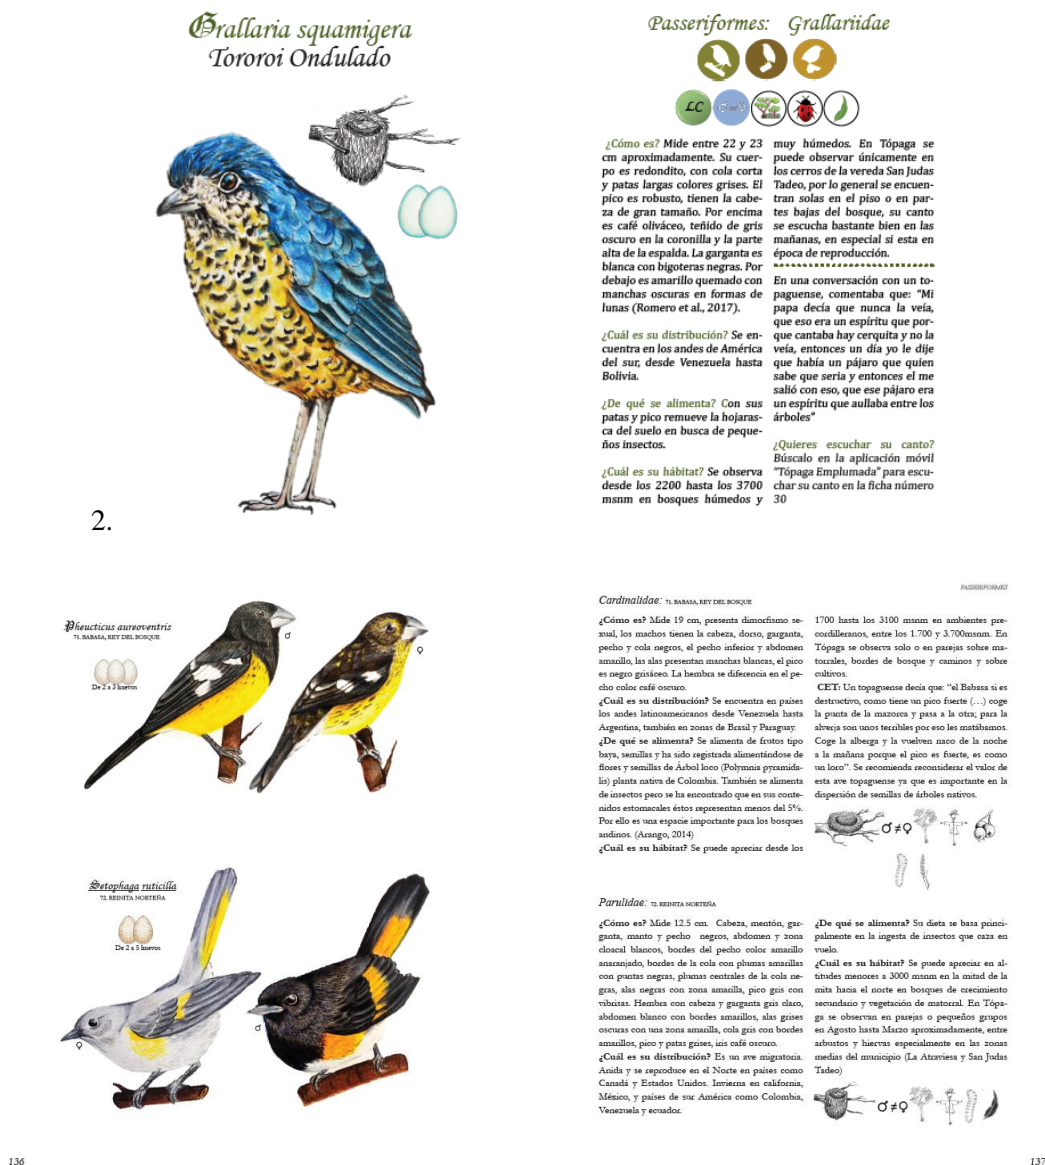 Grallaria squamigera
Tororoi Ondulado
2.
Passeriformes: Grallariidae
LC
¿Cómo es? Mide entre 22 y 23
cm aproximadamente. Su cuer-
po es redondito, con cola corta
y patas largas colores grises. El
pico es robusto, tienen la cabe-
za de gran tamaño. Por encima
es café oliváceo, teñido de gris
oscuro en la coronilla y la parte
alta de la espalda. La garganta es
blanca con bigoteras negras. Por
debajo es amarillo quemado con
manchas oscuras en formas de
lunas (Romero et al., 2017).
¿Cuál es su distribución? Se en-
cuentra en los andes de América
del sur, desde Venezuela hasta
Bolivia.
¿De qué se alimenta? Con sus
patas y pico remueve la hojaras-
ca del suelo en busca de peque-
ños insectos.
¿Cuál es su hábitat? Se observa
desde los 2200 hasta los 3700
msnm en bosques húmedos y
muy húmedos. En Tópaga se
puede observar únicamente en
los cerros de la vereda San Judas
Tadeo, por lo general se encuen-
tran solas en el piso o en par-
tes bajas del bosque, su canto
se escucha bastante bien en las
mañanas, en especial si esta en
época de reproducción.
En una conversación con un to-
paguense, comentaba que: "Mi
papa decía que nunca la veía,
que eso era un espíritu que por-
que cantaba hay cerquita y no la
veía, entonces un día yo le dije
que había un pájaro que quien
sabe que seria y entonces el me
salió con eso, que ese pájaro era
un espíritu que aullaba entre los
árboles"
¿Quieres escuchar su canto?
Búscalo en la aplicación móvil
"Tópaga Emplumada" para escu-
char su canto en la ficha número
30
Pheucticus aureoventris
71. BABASA, REY DEL BOSQUE
De 2 a 3 huevos
♂
♀
Setophaga ruticilla
72. REINITA NORTEÑA
De 2 a 5 huevos
♀
♂
136
PASSERIFORMES
Cardinalidae: 71. BABASA, REY DEL BOSQUE
¿Cómo es? Mide 19 cm, presenta dimorfismo se-
xual, los machos tienen la cabeza, dorso, garganta,
pecho y cola negros, el pecho inferior y abdomen
amarillo, las alas presentan manchas blancas, el pico
es negro grisáceo. La hembra se diferencia en el pe-
cho color café oscuro.
¿Cuál es su distribución? Se encuentra en países
los andes latinoamericanos desde Venezuela hasta
Argentina, también en zonas de Brasil y Paraguay.
¿De qué se alimenta? Se alimenta de frutos tipo
baya, semillas y ha sido registrada alimentándose de
flores y semillas de Árbol loco (Polymnia pyramida-
lis) planta nativa de Colombia. También se alimenta
de insectos pero se ha encontrado que en sus conte-
nidos estomacales éstos representan menos del 5%.
Por ello es una espacie importante para los bosques
andinos. (Arango, 2014)
¿Cuál es su hábitat? Se puede apreciar desde los
1700 hasta los 3100 msnm en ambientes pre-
cordilleranos, entre los 1.700 y 3.700msnm. En
Tópaga se observa solo o en parejas sobre ma-
torrales, bordes de bosque y caminos y sobre
cultivos.
CET: Un topaguense decía que: "el Babasa si es
destructivo, como tiene un pico fuerte (…) coge
la punta de la mazorca y pasa a la otra; para la
alverja son unos terribles por eso les matábamos.
Coge la alberga y la vuelven naco de la noche
a la mañana porque el pico es fuerte, es como
un loro". Se recomienda reconsiderar el valor de
esta ave topaguense ya que es importante en la
dispersión de semillas de árboles nativos.
♂≠♀
Parulidae: 72. REINITA NORTEÑA
¿Cómo es? Mide 12.5 cm. Cabeza, mentón, gar-
ganta, manto y pecho negros, abdomen y zona
cloacal blancos, bordes del pecho color amarillo
anaranjado, bordes de la cola con plumas amarillas
con puntas negras, plumas centrales de la cola ne-
gras, alas negras con zona amarilla, pico gris con
vibrisas. Hembra con cabeza y garganta gris claro,
abdomen blanco con bordes amarillos, alas grises
oscuras con una zona amarilla, cola gris con bordes
amarillos, pico y patas grises, iris café oscuro.
¿Cuál es su distribución? Es un ave migratoria.
Anida y se reproduce en el Norte en países como
Canadá y Estados Unidos. Invierna en california,
México, y países de sur América como Colombia,
Venezuela y ecuador.
¿De qué se alimenta? Su dieta se basa princi-
palmente en la ingesta de insectos que caza en
vuelo.
¿Cuál es su hábitat? Se puede apreciar en al-
titudes menores a 3000 msnm en la mitad de la
mita hacia el norte en bosques de crecimiento
secundario y vegetación de matorral. En Tópa-
ga se observan en parejas o pequeños grupos
en Agosto hasta Marzo aproximadamente, entre
arbustos y hiervas especialmente en las zonas
medias del municipio (La Atraviesa y San Judas
Tadeo)
♂≠♀
137